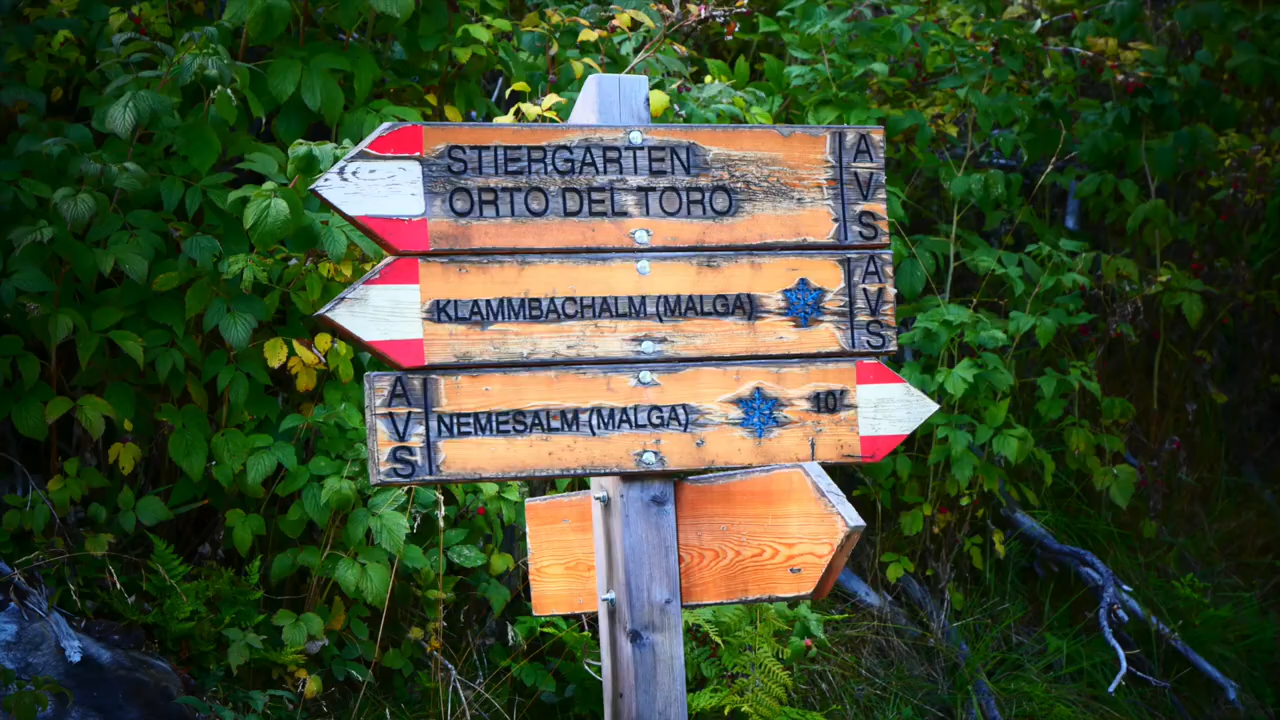 STIERGARTEN
ORTO DEL TORO
AVS
KLAMMBACHALM (MALGA)
AVS
AVS
NEMESALM (MALGA) 10'